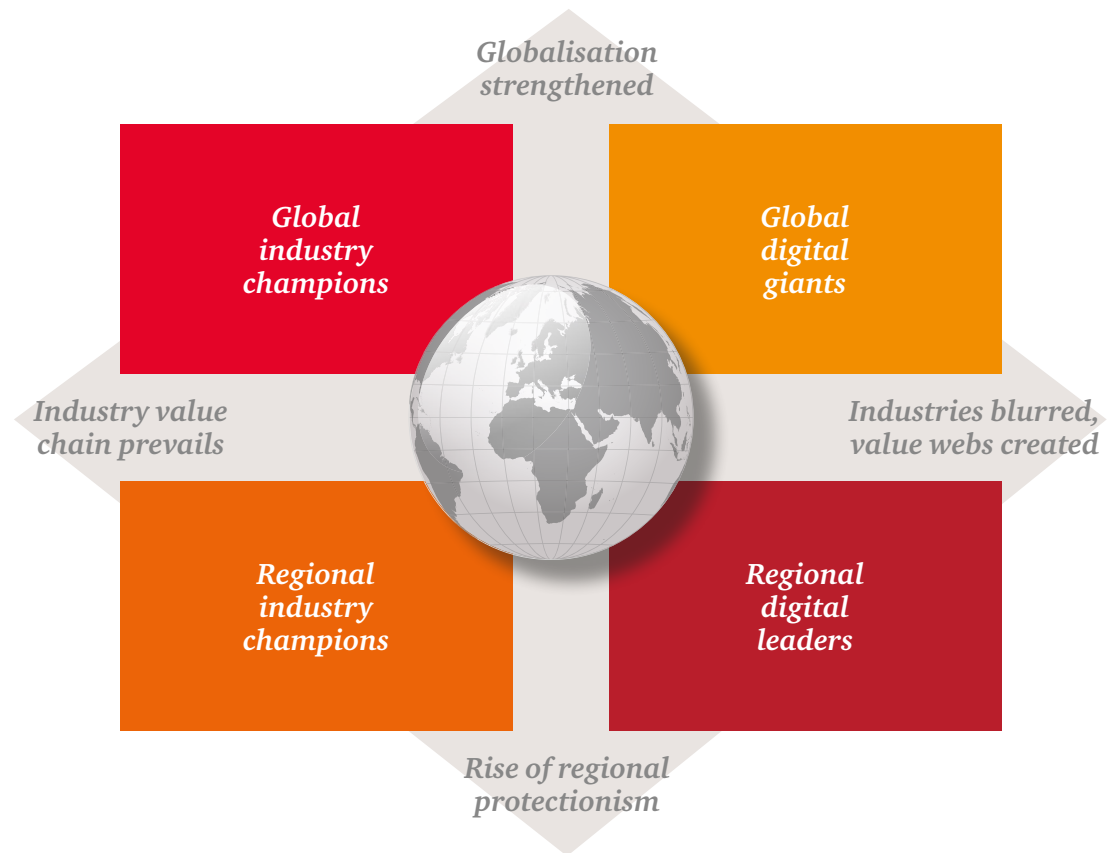 Globalisation
strengthened
Global
industry
champions
Global
digital
giants
Industry value
chain prevails
Industries blurred,
value webs created
Regional
industry
champions
Regional
digital
leaders
Rise of regional
protectionism